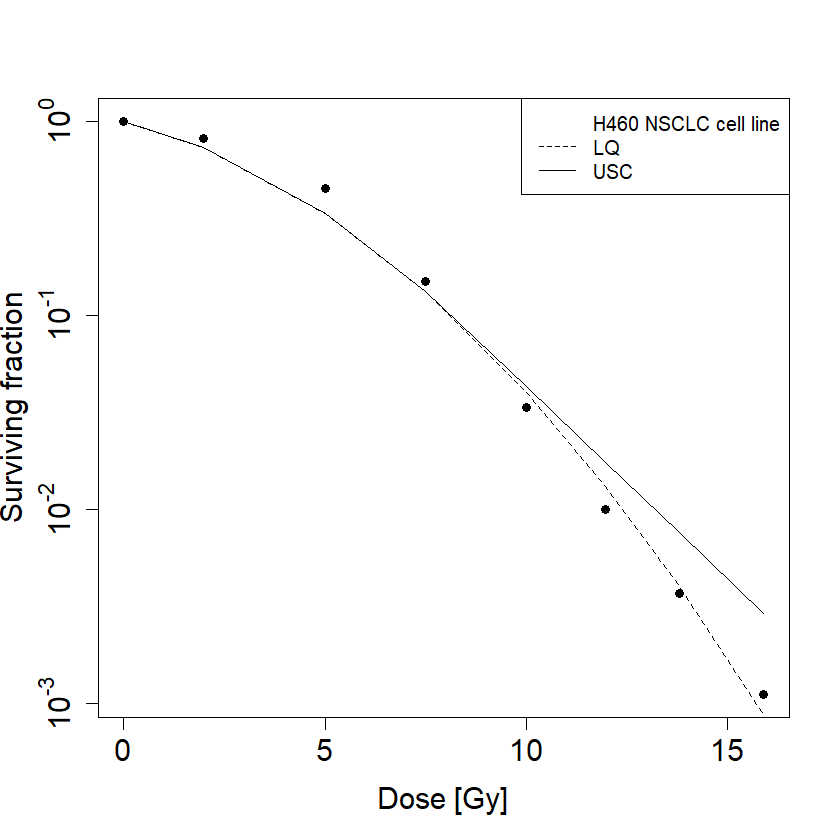 H460 NSCLC cell line
LQ
USC
Surviving fraction
10^0
10^-1
10^-2
10^-3
0 5 10 15
Dose [Gy]